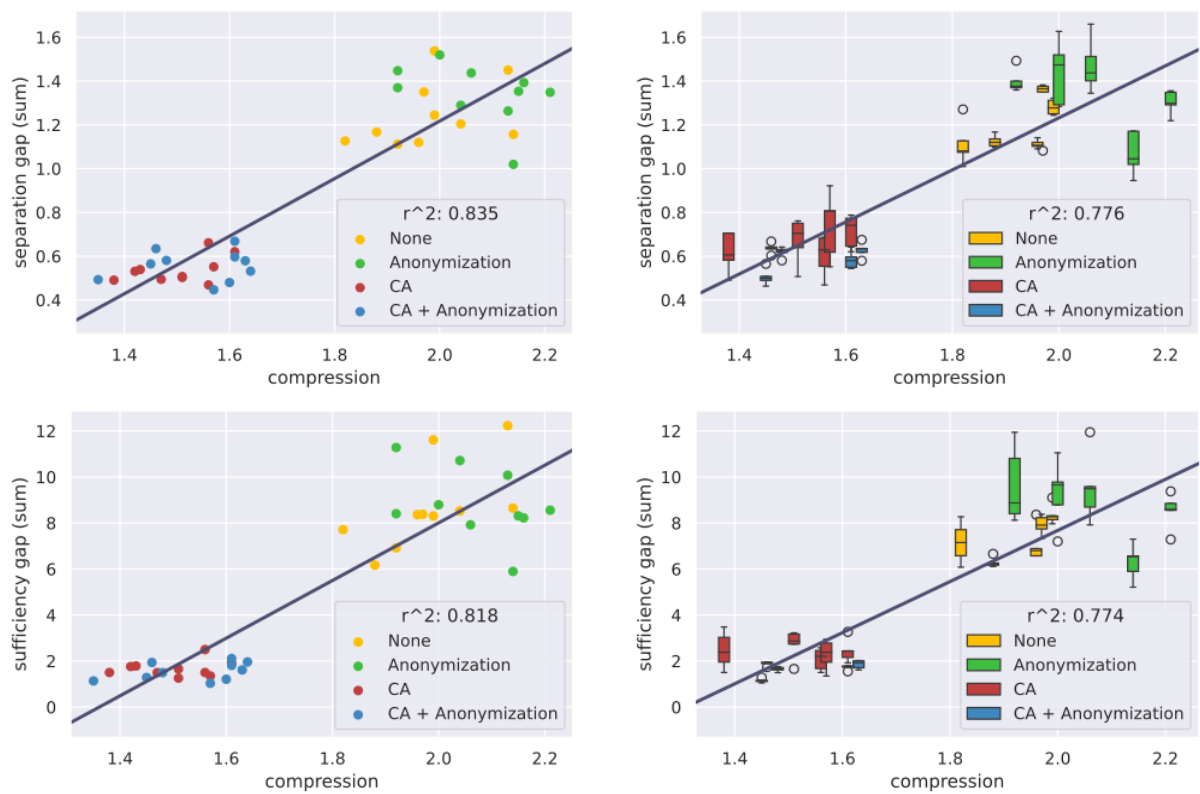 1.6
1.4
1.2
1.0
0.8
0.6
0.4
separation gap (sum)
r^2: 0.835
None
Anonymization
CA
CA + Anonymization
1.4 1.6 1.8 2.0 2.2
compression
1.6
1.4
1.2
1.0
0.8
0.6
0.4
separation gap (sum)
r^2: 0.776
None
Anonymization
CA
CA + Anonymization
1.4 1.6 1.8 2.0 2.2
compression
12
10
8
6
4
2
0
sufficiency gap (sum)
r^2: 0.818
None
Anonymization
CA
CA + Anonymization
1.4 1.6 1.8 2.0 2.2
compression
12
10
8
6
4
2
0
sufficiency gap (sum)
r^2: 0.774
None
Anonymization
CA
CA + Anonymization
1.4 1.6 1.8 2.0 2.2
compression